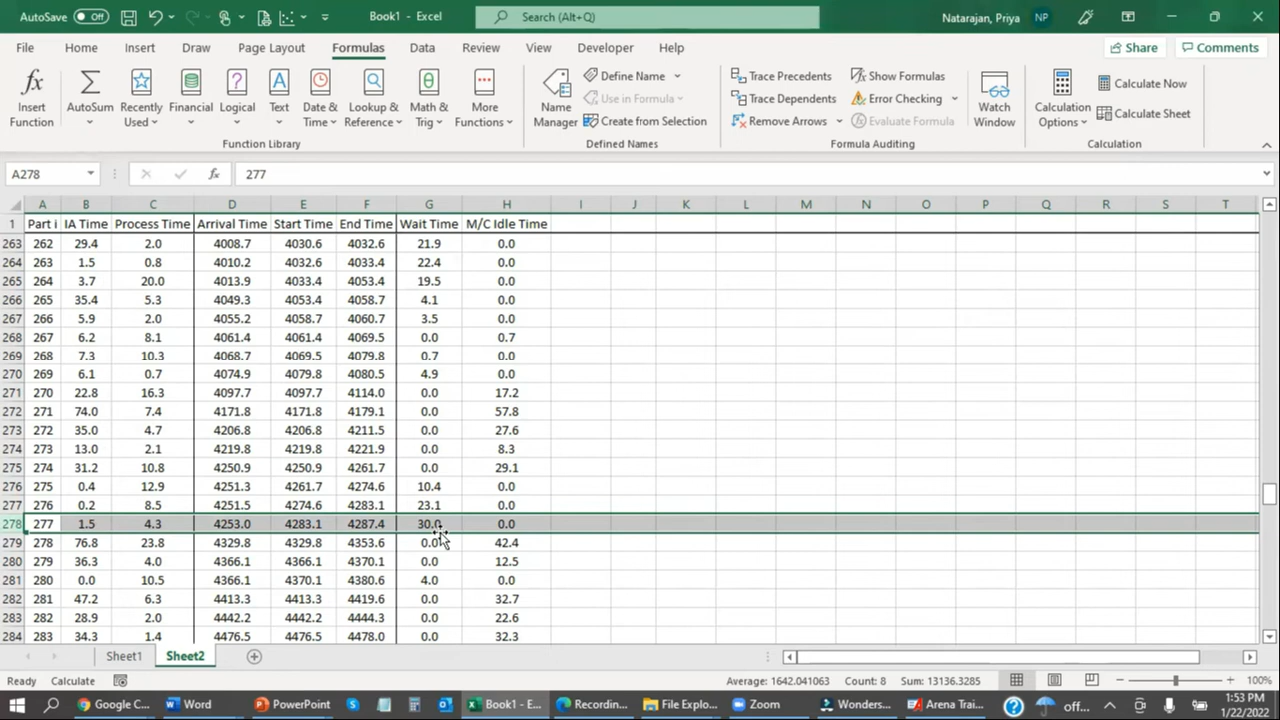 AutoSave Off Book1 - Excel Search (Alt+Q) Natarajan, Priya NP
File Home Insert Draw Page Layout Formulas Data Review View Developer Help Share Comments
Insert Function AutoSum Recently Used Financial Logical Text Date & Time Lookup & Reference Math & Trig More Functions Name Manager Define Name Use in Formula Create from Selection Trace Precedents Trace Dependents Remove Arrows Show Formulas Error Checking Evaluate Formula Watch Window Calculation Options Calculate Now Calculate Sheet
Function Library Defined Names Formula Auditing Calculation
A278 fx 277
A B C D E F G H I J K L M N O P Q R S T
1 Part i IA Time Process Time Arrival Time Start Time End Time Wait Time M/C Idle Time
263 262 29.4 2.0 4008.7 4030.6 4032.6 21.9 0.0
264 263 1.5 0.8 4010.2 4032.6 4033.4 22.4 0.0
265 264 3.7 20.0 4013.9 4033.4 4053.4 19.5 0.0
266 265 35.4 5.3 4049.3 4053.4 4058.7 4.1 0.0
267 266 5.9 2.0 4055.2 4058.7 4060.7 3.5 0.0
268 267 6.2 8.1 4061.4 4061.4 4069.5 0.0 0.7
269 268 7.3 10.3 4068.7 4069.5 4079.8 0.7 0.0
270 269 6.1 0.7 4074.9 4079.8 4080.5 4.9 0.0
271 270 22.8 16.3 4097.7 4097.7 4114.0 0.0 17.2
272 271 74.0 7.4 4171.8 4171.8 4179.1 0.0 57.8
273 272 35.0 4.7 4206.8 4206.8 4211.5 0.0 27.6
274 273 13.0 2.1 4219.8 4219.8 4221.9 0.0 8.3
275 274 31.2 10.8 4250.9 4250.9 4261.7 0.0 29.1
276 275 0.4 12.9 4251.3 4261.7 4274.6 10.4 0.0
277 276 0.2 8.5 4251.5 4274.6 4283.1 23.1 0.0
278 277 1.5 4.3 4253.0 4283.1 4287.4 30.0 0.0
279 278 76.8 23.8 4329.8 4329.8 4353.6 0.0 42.4
280 279 36.3 4.0 4366.1 4366.1 4370.1 0.0 12.5
281 280 0.0 10.5 4366.1 4370.1 4380.6 4.0 0.0
282 281 47.2 6.3 4413.3 4413.3 4419.6 0.0 32.7
283 282 28.9 2.0 4442.2 4442.2 4444.3 0.0 22.6
284 283 34.3 1.4 4476.5 4476.5 4478.0 0.0 32.3
Sheet1 Sheet2
Ready Calculate Average: 1642.041063 Count: 8 Sum: 13136.3285 100%
Google C... Word PowerPoint Book1 - E... Recordin... File Explo... Zoom Wonders... Arena Trai... off... 1:53 PM
1/22/2022